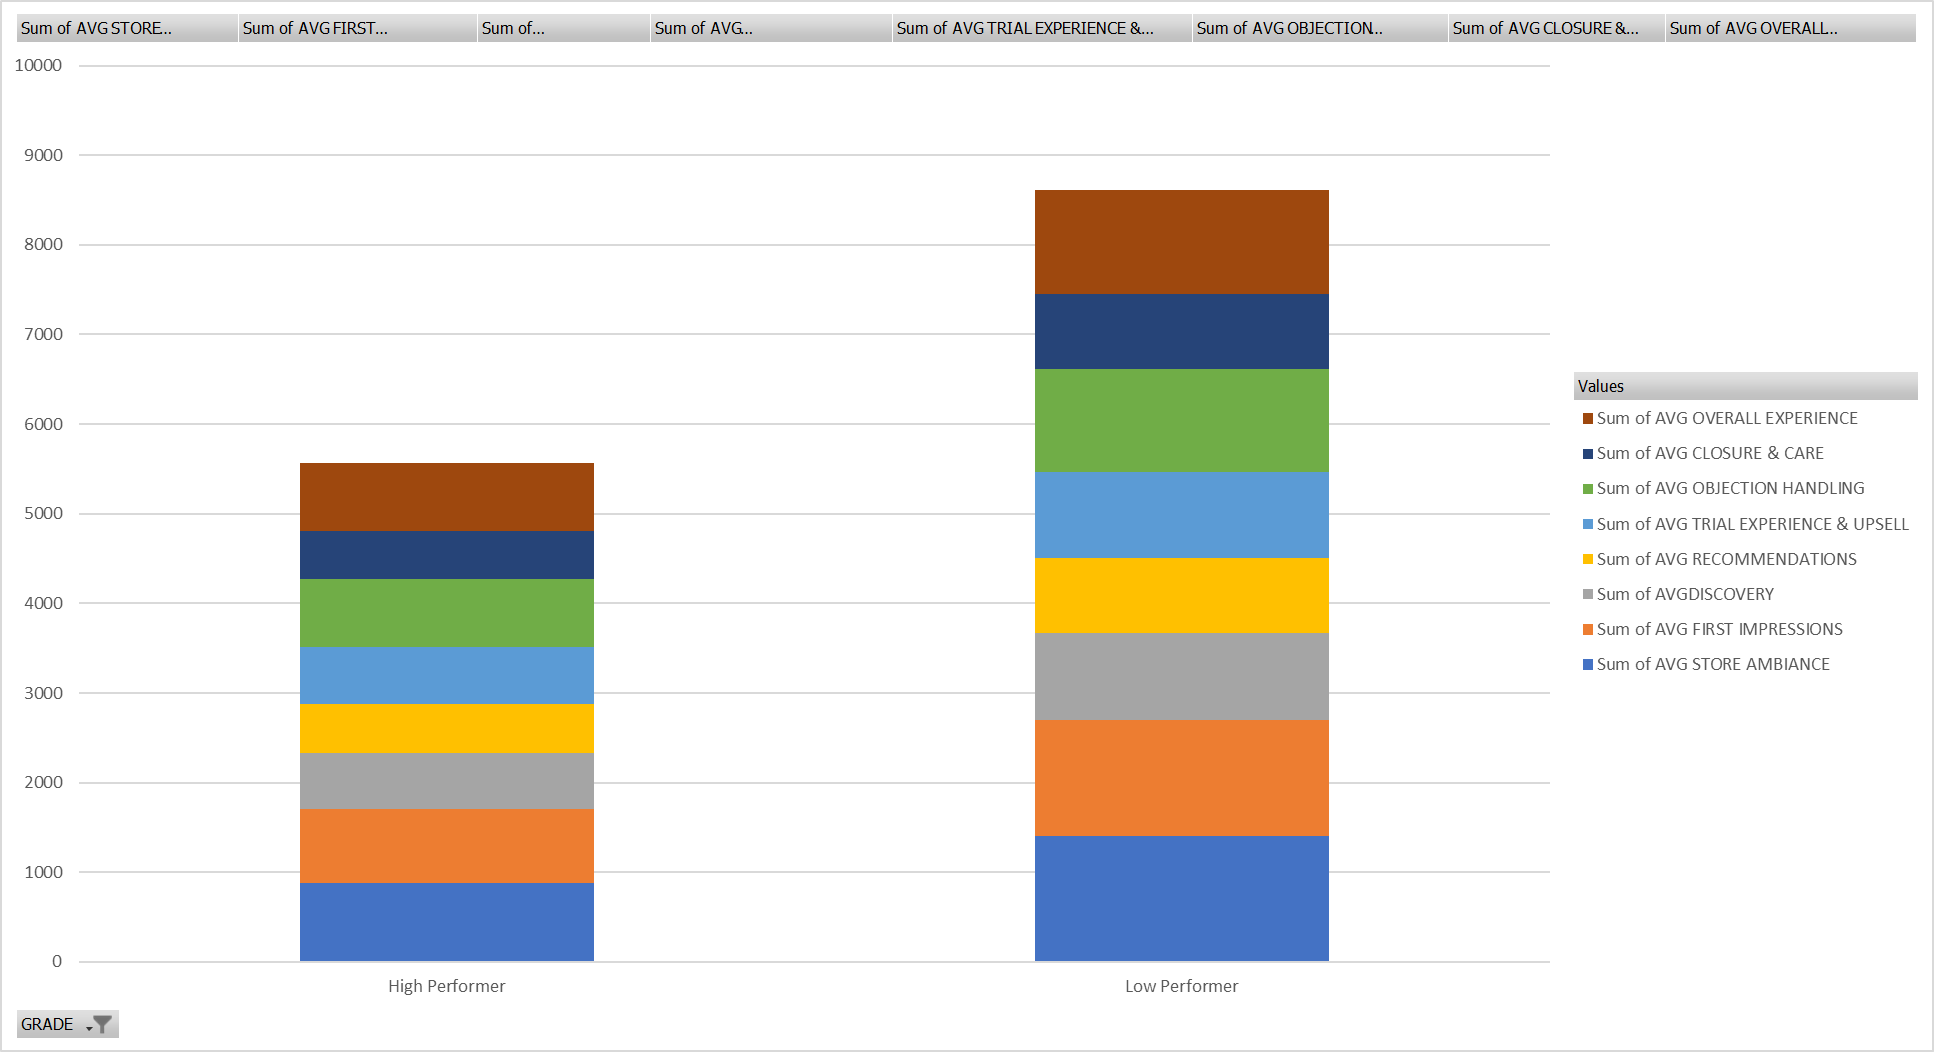 Sum of AVG STORE...
Sum of AVG FIRST...
Sum of...
Sum of AVG...
Sum of AVG TRIAL EXPERIENCE &...
Sum of AVG OBJECTION...
Sum of AVG CLOSURE &...
Sum of AVG OVERALL...
10000
9000
8000
7000
6000
5000
4000
3000
2000
1000
0
High Performer
Low Performer
Values
Sum of AVG OVERALL EXPERIENCE
Sum of AVG CLOSURE & CARE
Sum of AVG OBJECTION HANDLING
Sum of AVG TRIAL EXPERIENCE & UPSELL
Sum of AVG RECOMMENDATIONS
Sum of AVGDISCOVERY
Sum of AVG FIRST IMPRESSIONS
Sum of AVG STORE AMBIANCE
GRADE